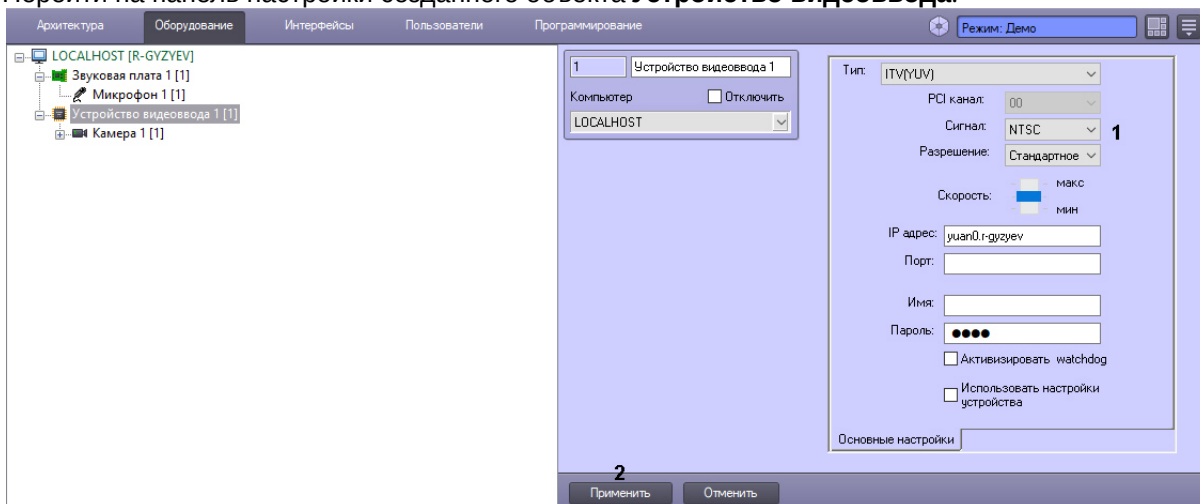 Перейти на панель настройки созданного объекта Устройство видеоввода.
Архитектура Оборудование Интерфейсы Пользователи Программирование Режим: Демо
LOCALHOST [R-GYZYEV]
Звуковая плата 1 [1]
Микрофон 1 [1]
Устройство видеоввода 1 [1]
Камера 1 [1]
1 Устройство видеоввода 1
Компьютер Отключить
LOCALHOST
Тип: ITV(YUV)
PCI канал: 00
Сигнал: NTSC 1
Разрешение: Стандартное
макс
Скорость:
мин
IP адрес: yuan0.r-gyzyev
Порт:
Имя:
Пароль: ●●●●
Активизировать watchdog
Использовать настройки
устройства
Основные настройки
2
Применить Отменить